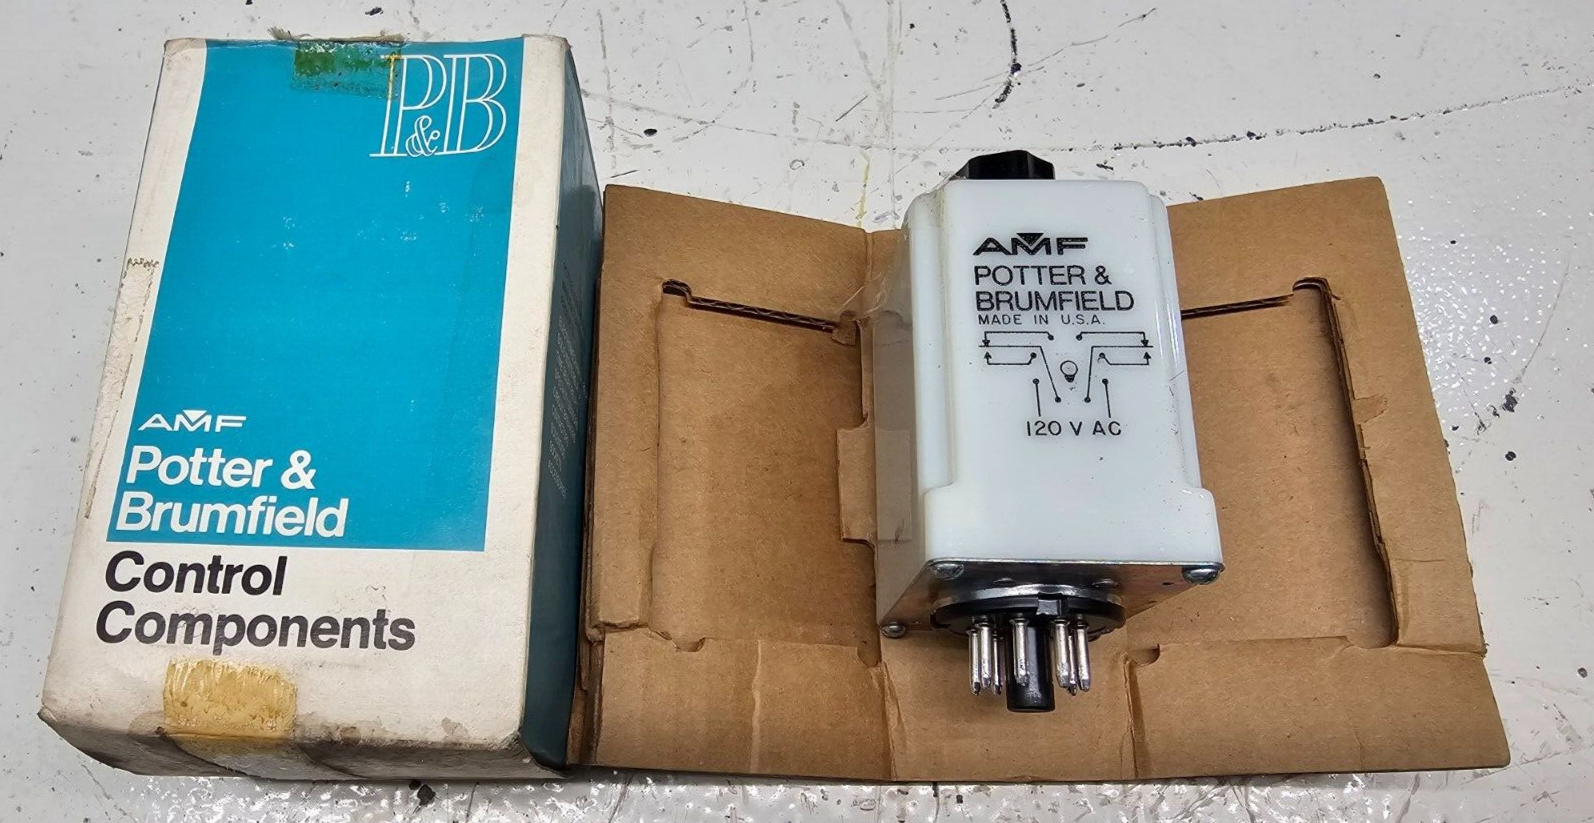 P&B
AMF
Potter &
Brumfield
Control
Components
AMF
POTTER &
BRUMFIELD
MADE IN U.S.A.
120 V AC